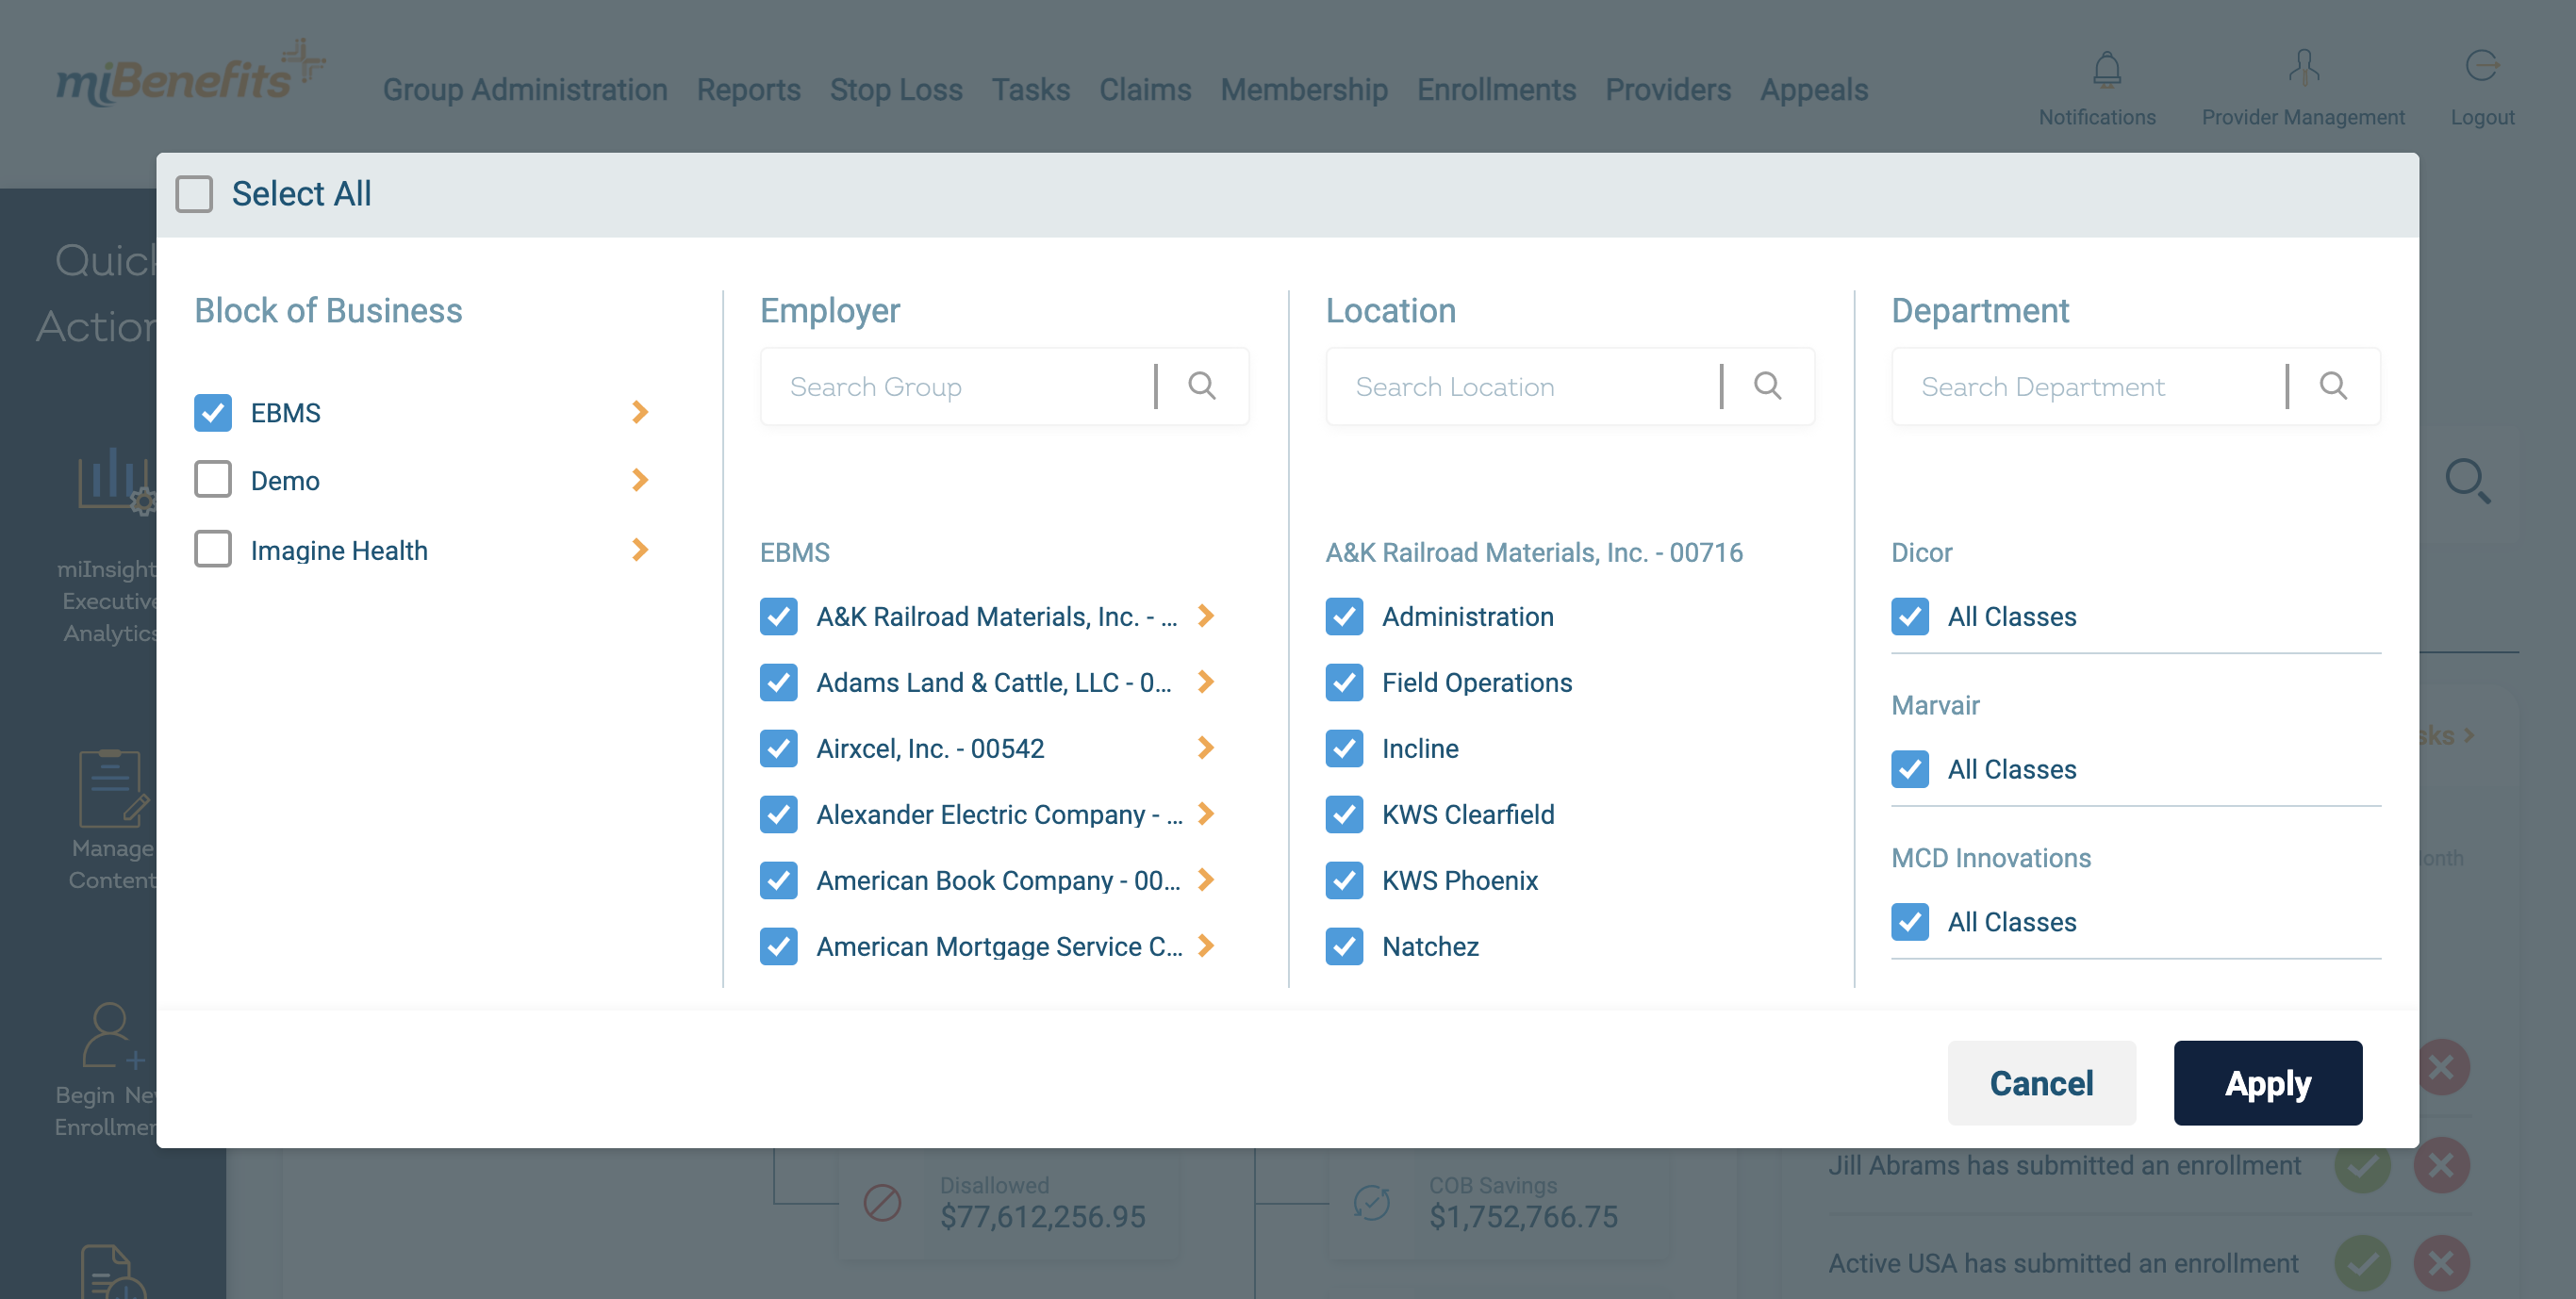 miBenefits
Group Administration Reports Stop Loss Tasks Claims Membership Enrollments Providers Appeals
Notifications Provider Management Logout
Select All
Quick
Action
miInsight
Executive
Analytics
Manage
Content
Begin New
Enrollmen
Block of Business
EBMS
Demo
Imagine Health
Employer
Search Group
EBMS
A&K Railroad Materials, Inc. - ...
Adams Land & Cattle, LLC - 0...
Airxcel, Inc. - 00542
Alexander Electric Company - ...
American Book Company - 00...
American Mortgage Service C...
Location
Search Location
A&K Railroad Materials, Inc. - 00716
Administration
Field Operations
Incline
KWS Clearfield
KWS Phoenix
Natchez
Department
Search Department
Dicor
All Classes
Marvair
All Classes
MCD Innovations
All Classes
sks
onth
Cancel
Apply
Disallowed
$77,612,256.95
COB Savings
$1,752,766.75
Jill Abrams has submitted an enrollment
Active USA has submitted an enrollment